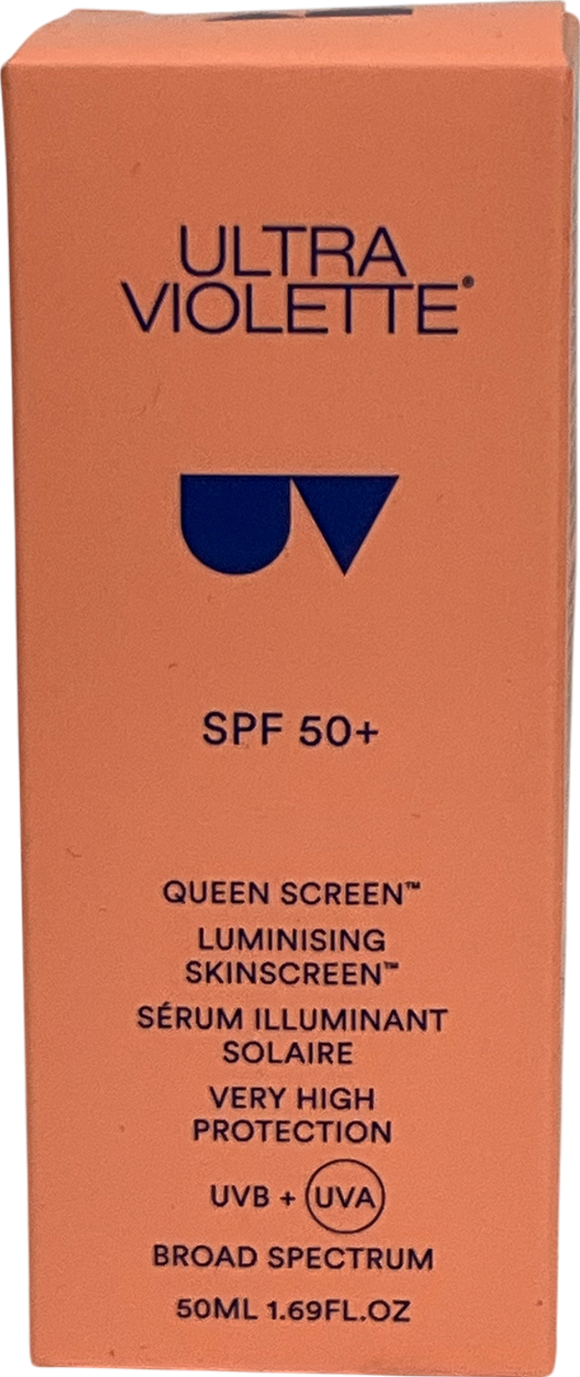 ULTRA
VIOLETTE®
SPF 50+
QUEEN SCREEN™
LUMINISING
SKINSCREEN™
SÉRUM ILLUMINANT
SOLAIRE
VERY HIGH
PROTECTION
UVB + UVA
BROAD SPECTRUM
50ML 1.69FL.OZ